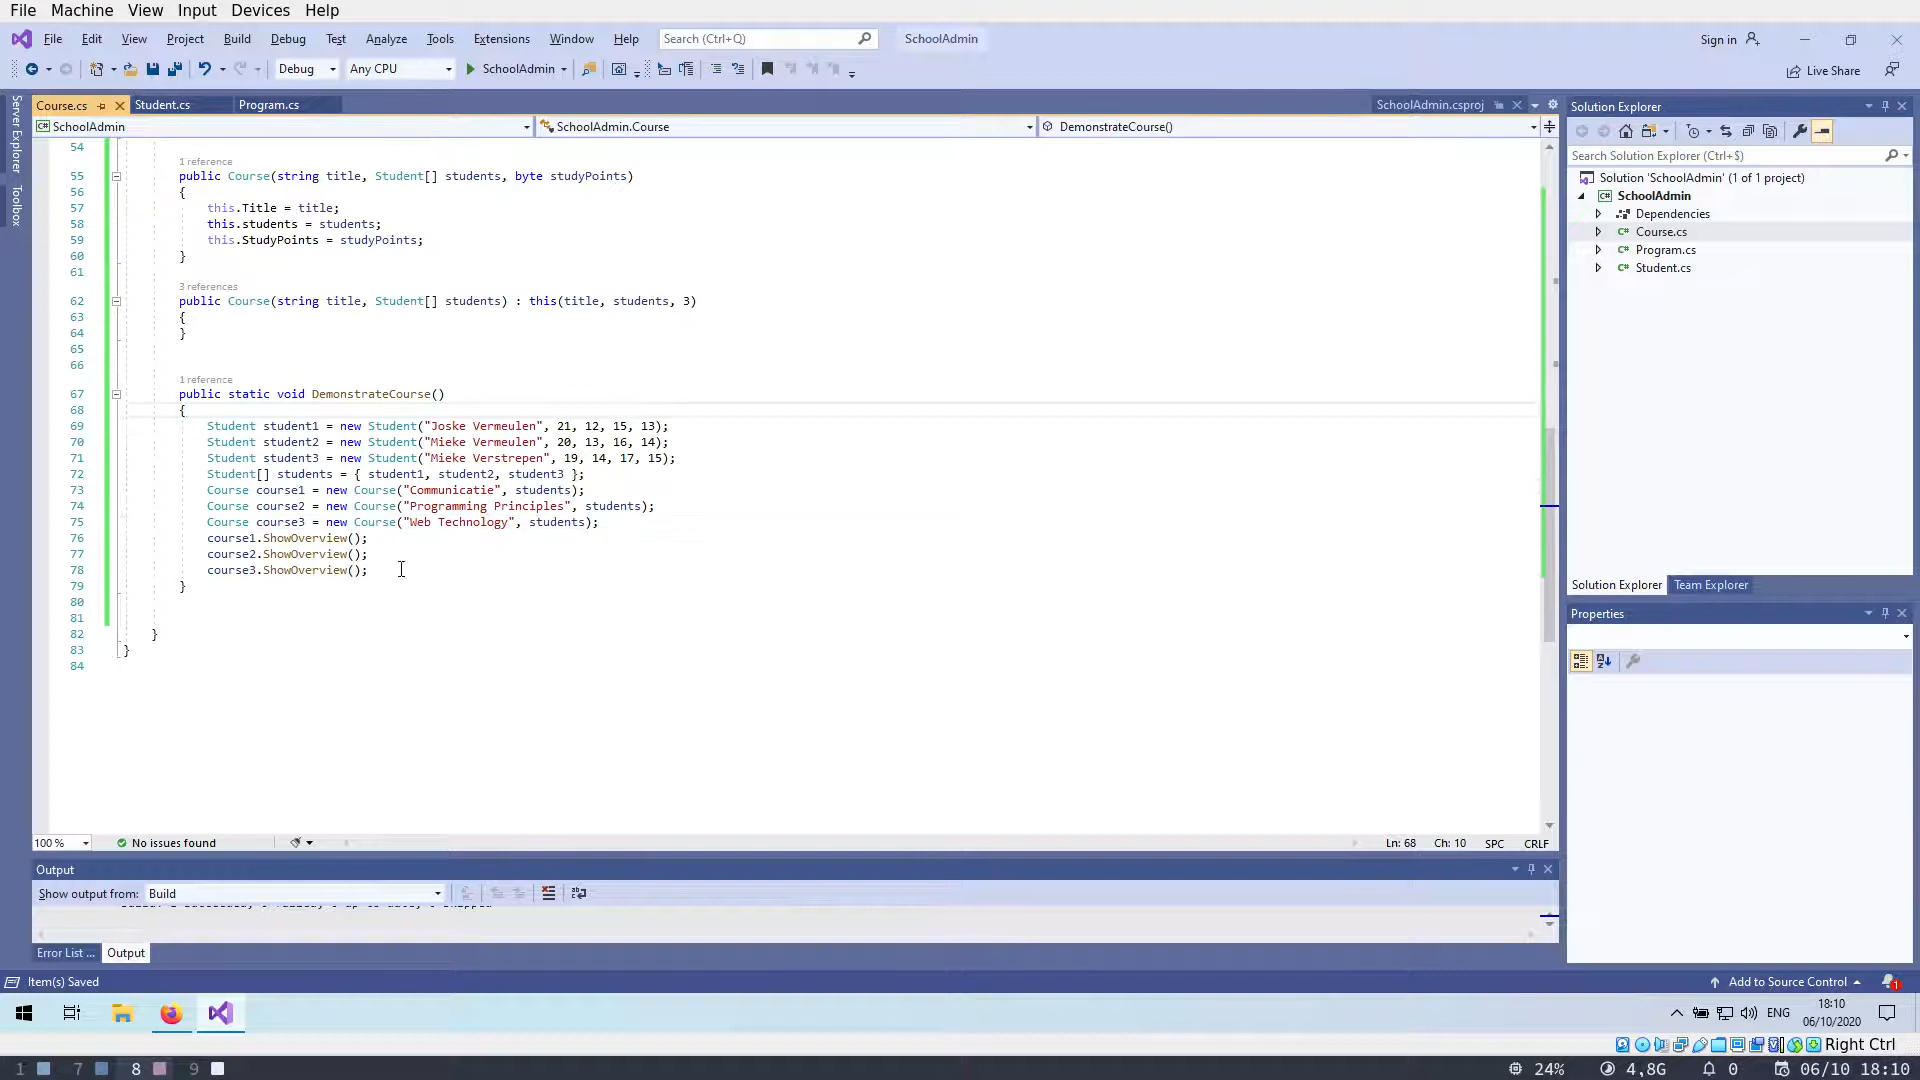 File Machine View Input Devices Help
File Edit View Project Build Debug Test Analyze Tools Extensions Window Help Search (Ctrl+Q) SchoolAdmin Sign in
Debug Any CPU SchoolAdmin Live Share
Server Explorer
Toolbox
Course.cs Student.cs Program.cs SchoolAdmin.csproj
SchoolAdmin SchoolAdmin.Course DemonstrateCourse()
54
1 reference
55 public Course(string title, Student[] students, byte studyPoints)
56 {
57 this.Title = title;
58 this.students = students;
59 this.StudyPoints = studyPoints;
60 }
61
3 references
62 public Course(string title, Student[] students) : this(title, students, 3)
63 {
64 }
65
66
1 reference
67 public static void DemonstrateCourse()
68 {
69 Student student1 = new Student("Joske Vermeulen", 21, 12, 15, 13);
70 Student student2 = new Student("Mieke Vermeulen", 20, 13, 16, 14);
71 Student student3 = new Student("Mieke Verstrepen", 19, 14, 17, 15);
72 Student[] students = { student1, student2, student3 };
73 Course course1 = new Course("Communicatie", students);
74 Course course2 = new Course("Programming Principles", students);
75 Course course3 = new Course("Web Technology", students);
76 course1.ShowOverview();
77 course2.ShowOverview();
78 course3.ShowOverview();
79 }
80
81
82 }
83 }
84
100 % No issues found Ln: 68 Ch: 10 SPC CRLF
Output
Show output from: Build
Error List ... Output
Solution Explorer
Search Solution Explorer (Ctrl+$)
Solution 'SchoolAdmin' (1 of 1 project)
SchoolAdmin
Dependencies
Course.cs
Program.cs
Student.cs
Solution Explorer Team Explorer
Properties
Item(s) Saved Add to Source Control 1
ENG 18:10
06/10/2020
Right Ctrl
1 7 8 9 24% 4,8G 0 06/10 18:10